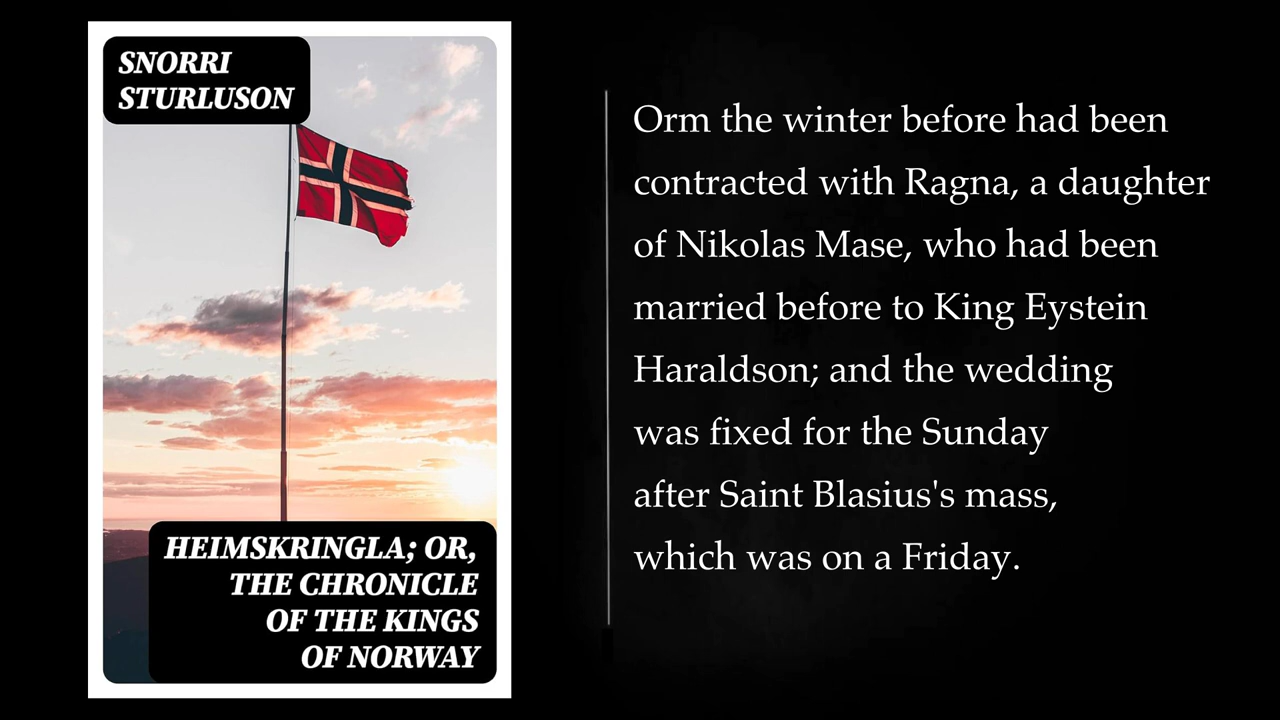 SNORRI
STURLUSON
HEIMSKRINGLA; OR,
THE CHRONICLE
OF THE KINGS
OF NORWAY
Orm the winter before had been
contracted with Ragna, a daughter
of Nikolas Mase, who had been
married before to King Eystein
Haraldson; and the wedding
was fixed for the Sunday
after Saint Blasius's mass,
which was on a Friday.